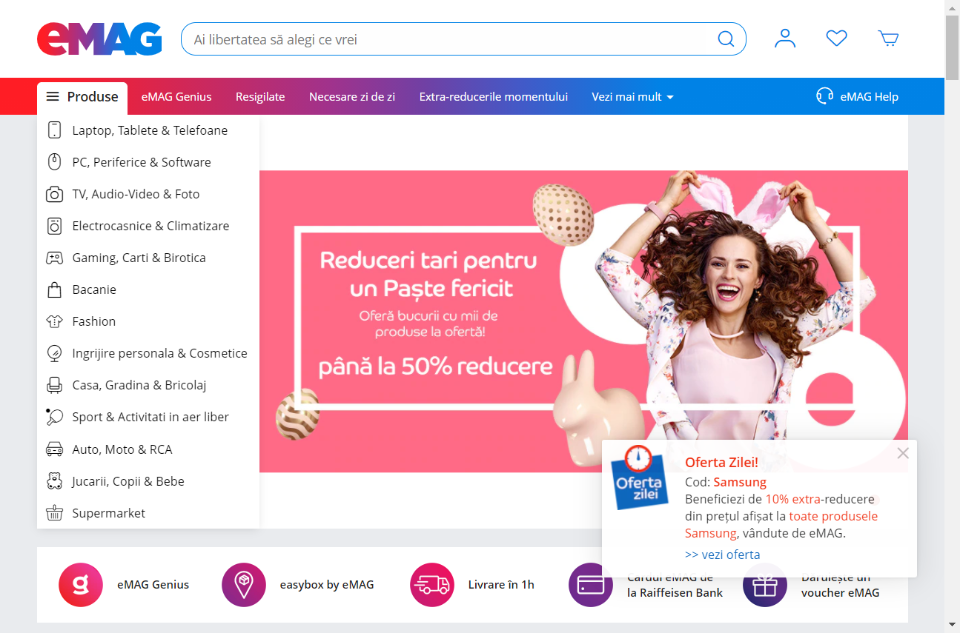 eMAG
Ai libertatea să alegi ce vrei
Produse
eMAG Genius
Resigilate
Necesare zi de zi
Extra-reducerile momentului
Vezi mai mult
eMAG Help
Laptop, Tablete & Telefoane
PC, Periferice & Software
TV, Audio-Video & Foto
Electrocasnice & Climatizare
Gaming, Carti & Birotica
Bacanie
Fashion
Ingrijire personala & Cosmetice
Casa, Gradina & Bricolaj
Sport & Activitati in aer liber
Auto, Moto & RCA
Jucarii, Copii & Bebe
Supermarket
Reduceri tari pentru
un Paște fericit
Oferă bucurii cu mii de
produse la ofertă!
până la 50% reducere
Oferta
zilei
Oferta Zilei!
Cod: Samsung
Beneficiezi de 10% extra-reducere
din prețul afișat la toate produsele
Samsung, vândute de eMAG.
>> vezi oferta
g
eMAG Genius
easybox by eMAG
Livrare în 1h
Cardul eMAG de
la Raiffeisen Bank
Dăruiește un
voucher eMAG